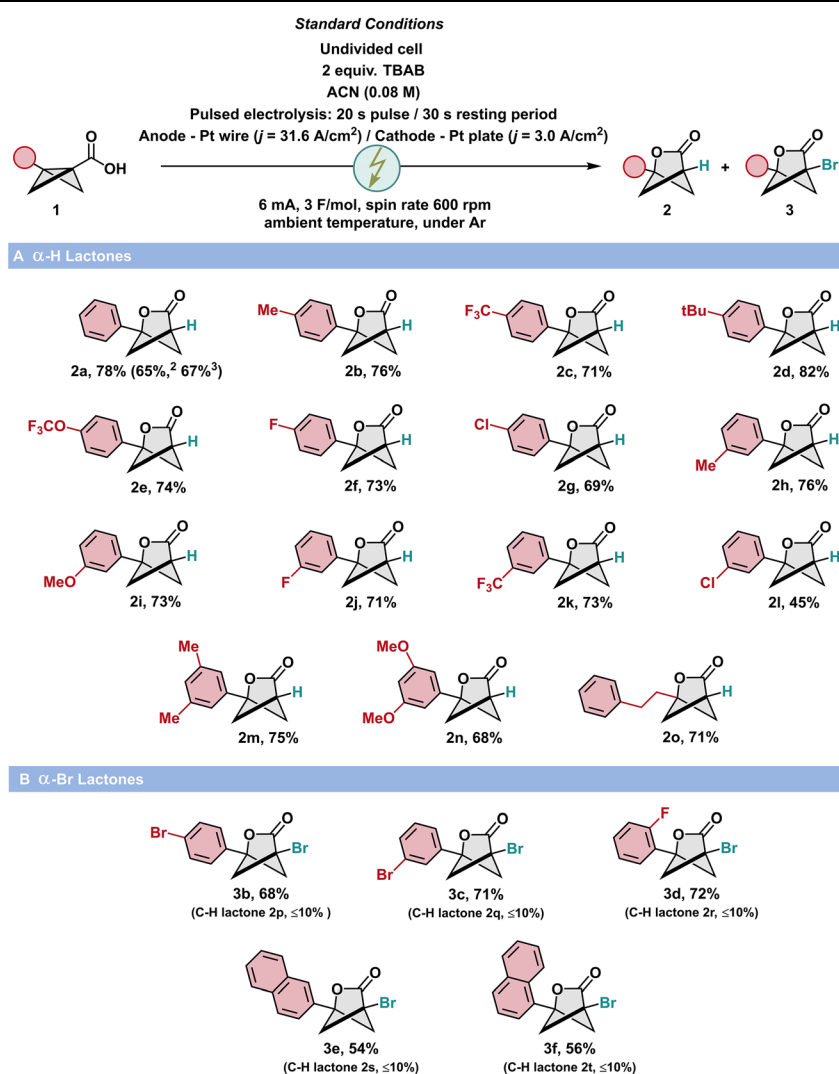 Standard Conditions
Undivided cell
2 equiv. TBAB
ACN (0.08 M)
Pulsed electrolysis: 20 s pulse / 30 s resting period
Anode - Pt wire (j = 31.6 A/cm²) / Cathode - Pt plate (j = 3.0 A/cm²)
O
OH
1
6 mA, 3 F/mol, spin rate 600 rpm
ambient temperature, under Ar
O
O
H
2
+
O
O
Br
3
A α-H Lactones
O
O
H
2a, 78% (65%,² 67%³)
Me
O
O
H
2b, 76%
F₃C
O
O
H
2c, 71%
tBu
O
O
H
2d, 82%
F₃CO
O
O
H
2e, 74%
F
O
O
H
2f, 73%
Cl
O
O
H
2g, 69%
Me
O
O
H
2h, 76%
MeO
O
O
H
2i, 73%
F
O
O
H
2j, 71%
F₃C
O
O
H
2k, 73%
Cl
O
O
H
2l, 45%
Me
Me
O
O
H
2m, 75%
MeO
MeO
O
O
H
2n, 68%
O
O
H
2o, 71%
B α-Br Lactones
Br
O
O
Br
3b, 68%
(C-H lactone 2p, ≤10% )
Br
O
O
Br
3c, 71%
(C-H lactone 2q, ≤10%)
F
O
O
Br
3d, 72%
(C-H lactone 2r, ≤10%)
O
O
Br
3e, 54%
(C-H lactone 2s, ≤10%)
O
O
Br
3f, 56%
(C-H lactone 2t, ≤10%)